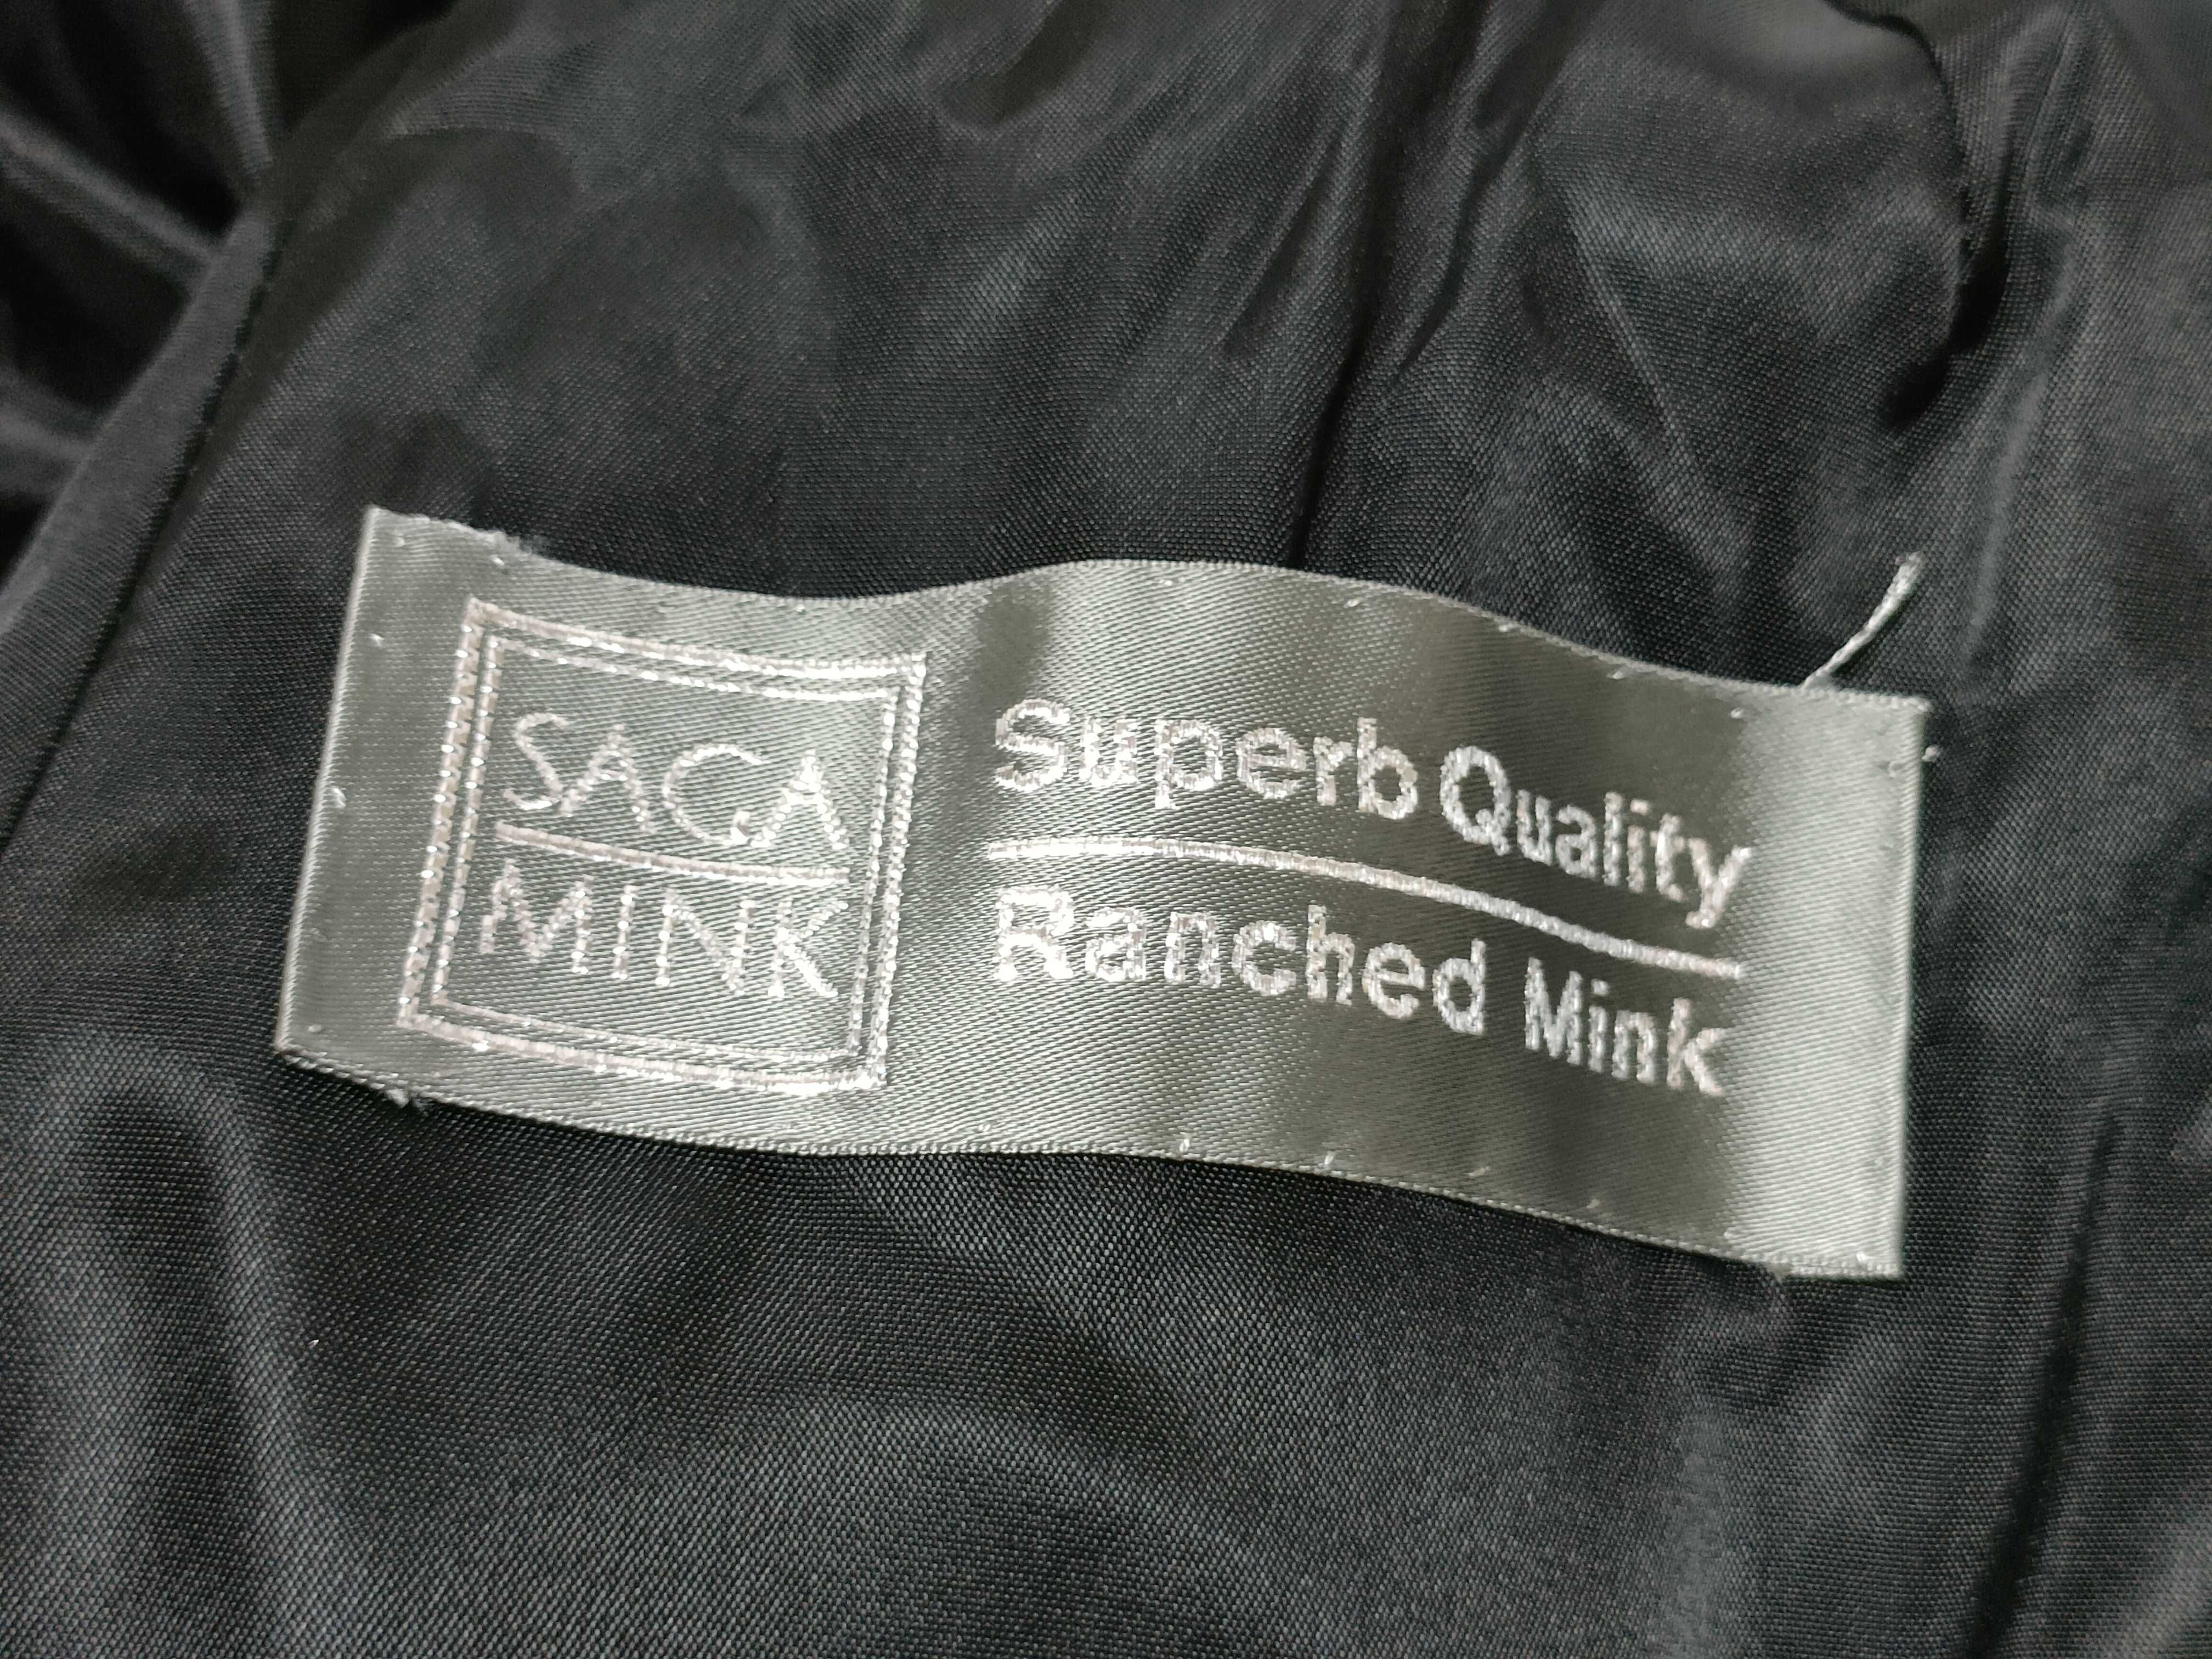 SAGA
MINK
Superb Quality
Ranched Mink